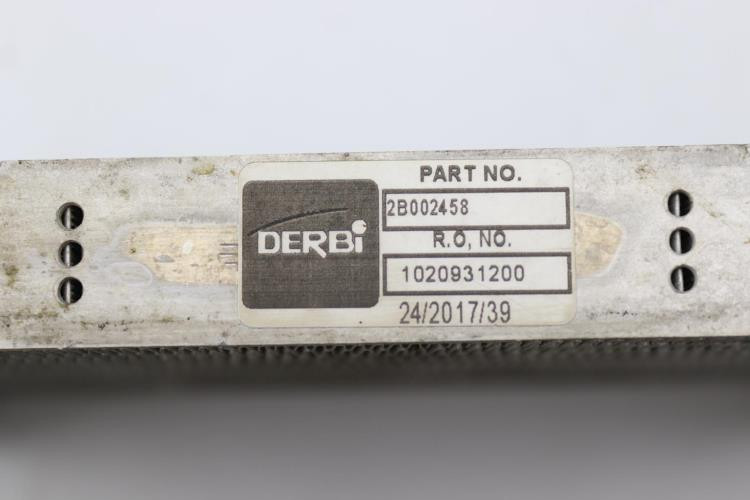 DERBi
PART NO.
2B002458
R.O, NO.
1020931200
24/2017/39